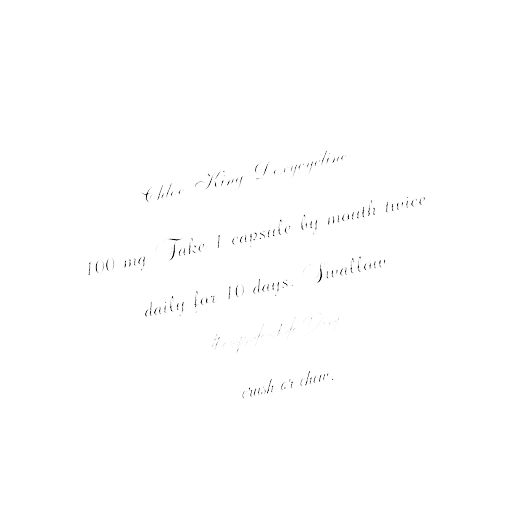 Chloe King Doxycycline
100 mg Take 1 capsule by mouth twice
daily for 10 days. Swallow
crush or chew.